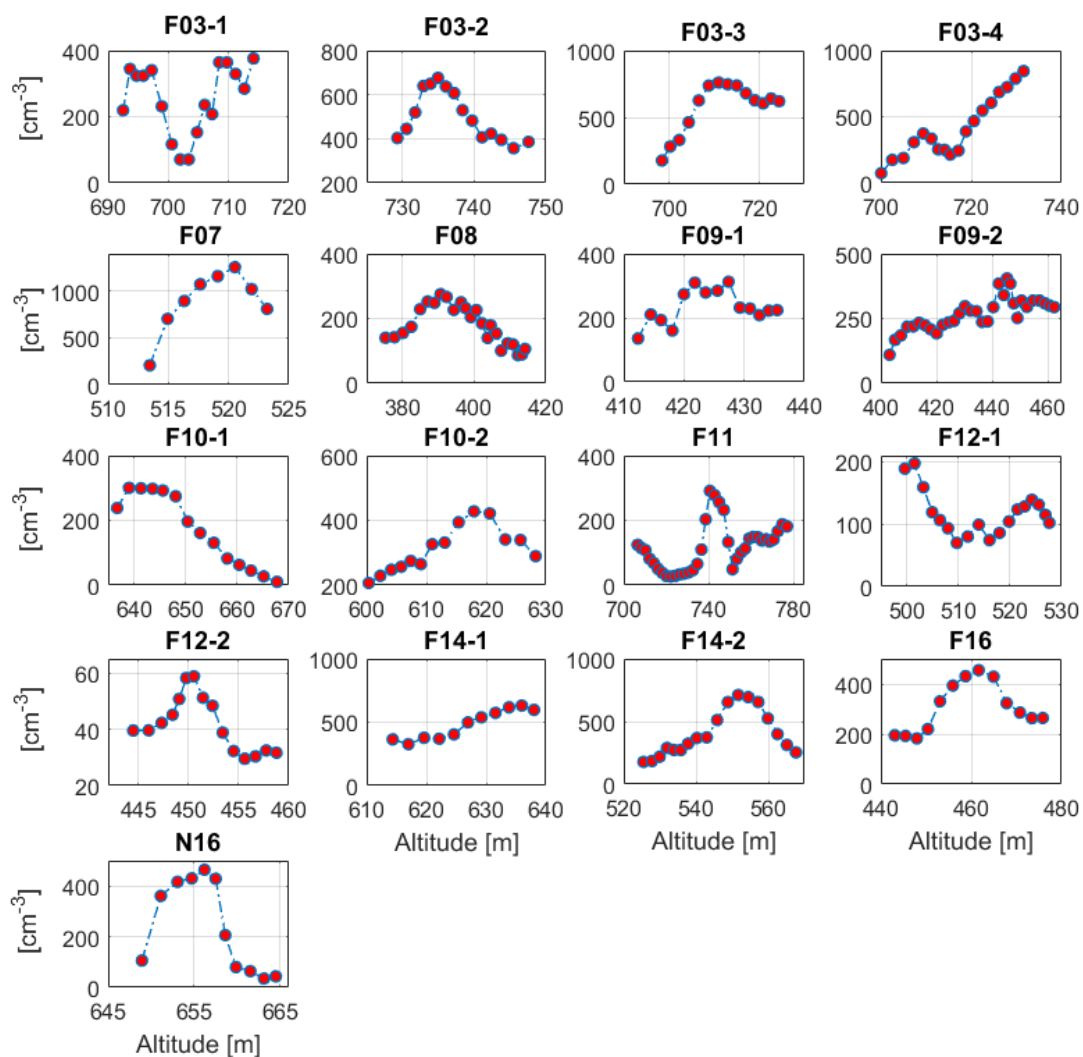 F03-1 F03-2 F03-3 F03-4
[cm-3] 400 200 0 800 600 400 200 1000 500 0 1000 500 0
690 700 710 720 730 740 750 700 720 700 720 740
F07 F08 F09-1 F09-2
[cm-3] 1000 500 0 400 200 0 400 200 0 500 250 0
510 515 520 525 380 400 420 410 420 430 440 400 420 440 460
F10-1 F10-2 F11 F12-1
[cm-3] 400 200 0 600 400 200 400 200 0 200 100 0
640 650 660 670 600 610 620 630 700 740 780 500 510 520 530
F12-2 F14-1 F14-2 F16
[cm-3] 60 40 20 1000 500 0 1000 500 0 400 200 0
445 450 455 460 610 620 630 640 520 540 560 440 460 480
Altitude [m] Altitude [m] Altitude [m]
N16
[cm-3] 400 200 0
645 655 665
Altitude [m]